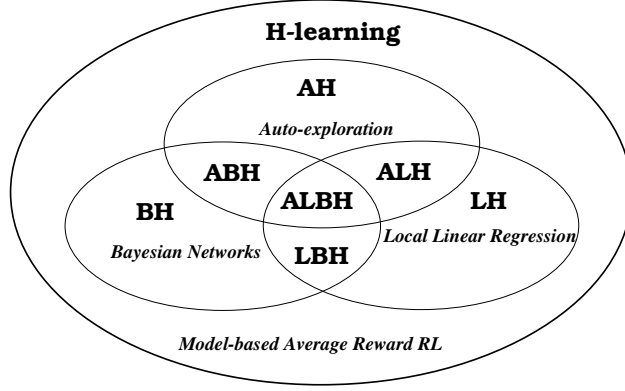 H-learning
AH
Auto-exploration
ABH
ALH
ALBH
BH
LH
Bayesian Networks
Local Linear Regression
LBH
Model-based Average Reward RL